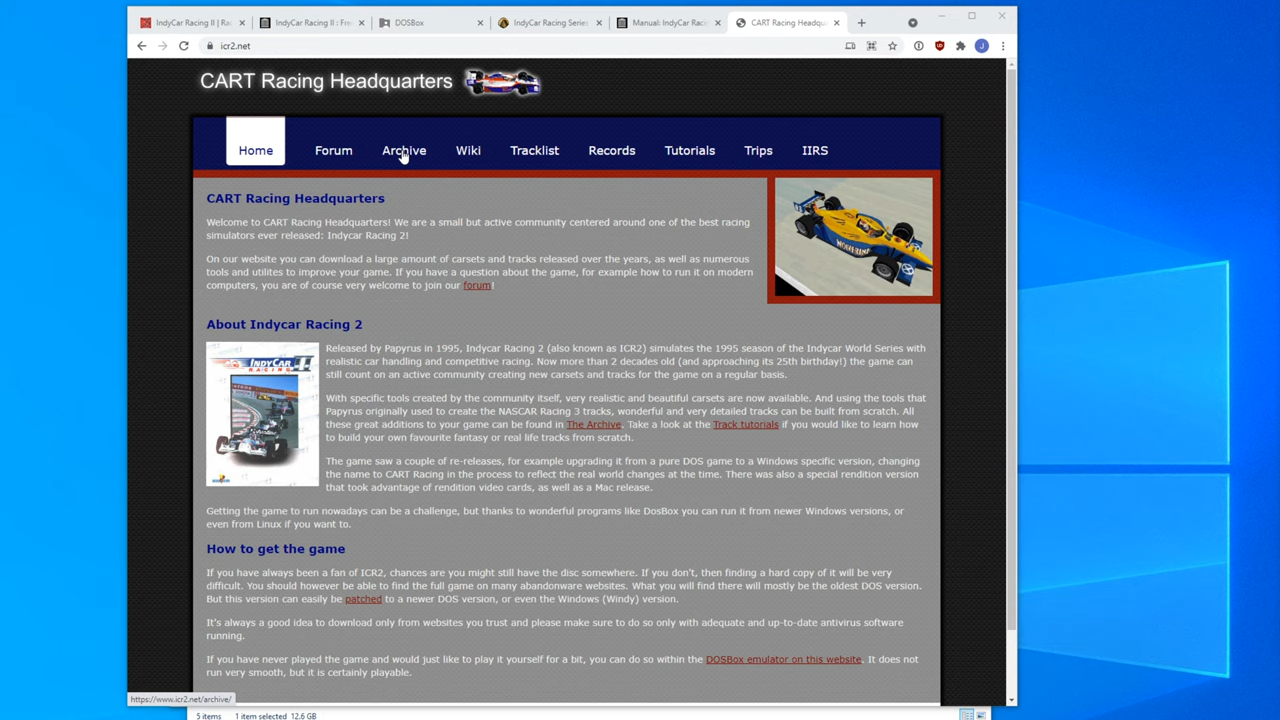 IndyCar Racing II | Ra
IndyCar Racing II : Fre
DOSBox
IndyCar Racing Series
Manual: IndyCar Racin
CART Racing Headqua
icr2.net
J
CART Racing Headquarters
Home
Forum
Archive
Wiki
Tracklist
Records
Tutorials
Trips
IIRS
CART Racing Headquarters
Welcome to CART Racing Headquarters! We are a small but active community centered around one of the best racing
simulators ever released: Indycar Racing 2!
On our website you can download a large amount of carsets and tracks released over the years, as well as numerous
tools and utilites to improve your game. If you have a question about the game, for example how to run it on modern
computers, you are of course very welcome to join our forum!
About Indycar Racing 2
INDYCAR II
RACING
Released by Papyrus in 1995, Indycar Racing 2 (also known as ICR2) simulates the 1995 season of the Indycar World Series with
realistic car handling and competitive racing. Now more than 2 decades old (and approaching its 25th birthday!) the game can
still count on an active community creating new carsets and tracks for the game on a regular basis.
With specific tools created by the community itself, very realistic and beautiful carsets are now available. And using the tools that
Papyrus originally used to create the NASCAR Racing 3 tracks, wonderful and very detailed tracks can be built from scratch. All
these great additions to your game can be found in The Archive. Take a look at the Track tutorials if you would like to learn how
to build your own favourite fantasy or real life tracks from scratch.
The game saw a couple of re-releases, for example upgrading it from a pure DOS game to a Windows specific version, changing
the name to CART Racing in the process to reflect the real world changes at the time. There was also a special rendition version
that took advantage of rendition video cards, as well as a Mac release.
Getting the game to run nowadays can be a challenge, but thanks to wonderful programs like DosBox you can run it from newer Windows versions, or
even from Linux if you want to.
How to get the game
If you have always been a fan of ICR2, chances are you might still have the disc somewhere. If you don't, then finding a hard copy of it will be very
difficult. You should however be able to find the full game on many abandonware websites. What you will find there will mostly be the oldest DOS version.
But this version can easily be patched to a newer DOS version, or even the Windows (Windy) version.
It's always a good idea to download only from websites you trust and please make sure to do so only with adequate and up-to-date antivirus software
running.
If you have never played the game and would just like to play it yourself for a bit, you can do so within the DOSBox emulator on this website. It does not
run very smooth, but it is certainly playable.
https://www.icr2.net/archive/
5 items 1 item selected 12.6 GB